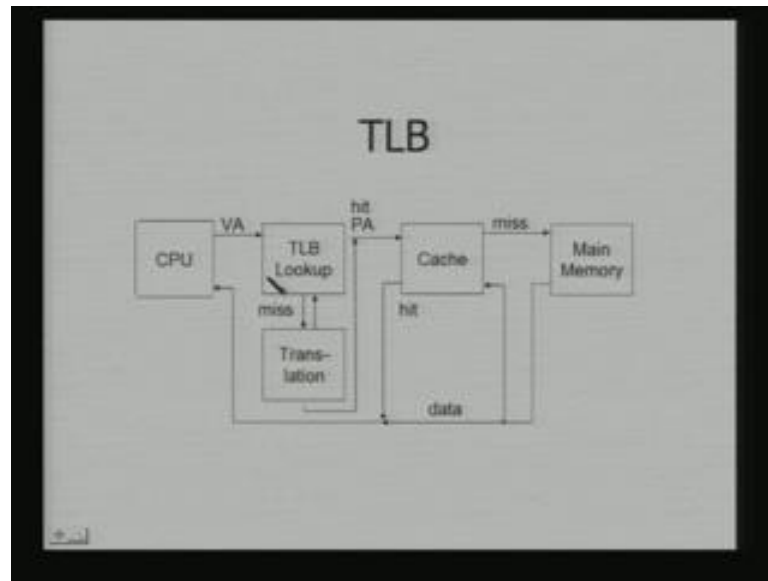 TLB
hit
VA
PA
miss
CPU
TLB
Lookup
Cache
Main
Memory
miss
hit
Trans-
lation
data